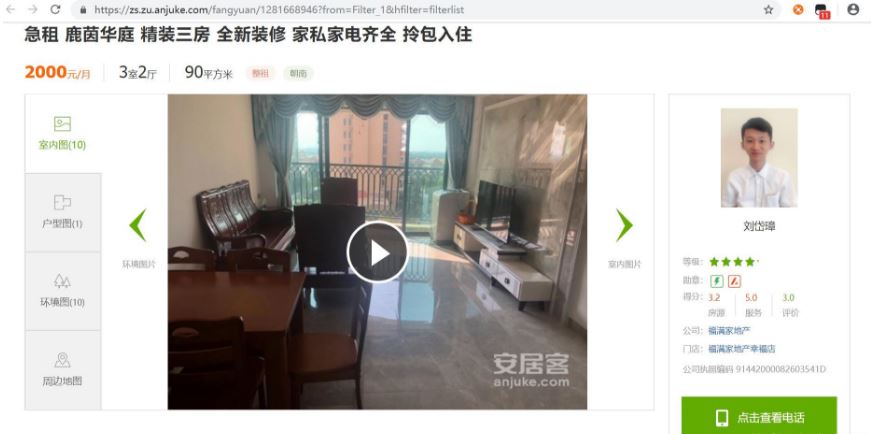 https://zs.zu.anjuke.com/fangyuan/1281668946?from=Filter_1&hfilter=filterlist
11
急租 鹿茵华庭 精装三房 全新装修 家私家电齐全 拎包入住
2000元/月 3室2厅 90平方米 整租 朝南
室内图(10)
户型图(1)
环境图(10)
周边地图
环境图片
室内图片
安居客
anjuke.com
刘岱璋
等级：
勋章：
得分：3.2 5.0 3.0
房源 服务 评价
公司：福满家地产
门店：福满家地产幸福店
公司执照编码 91442000082603541D
点击查看电话